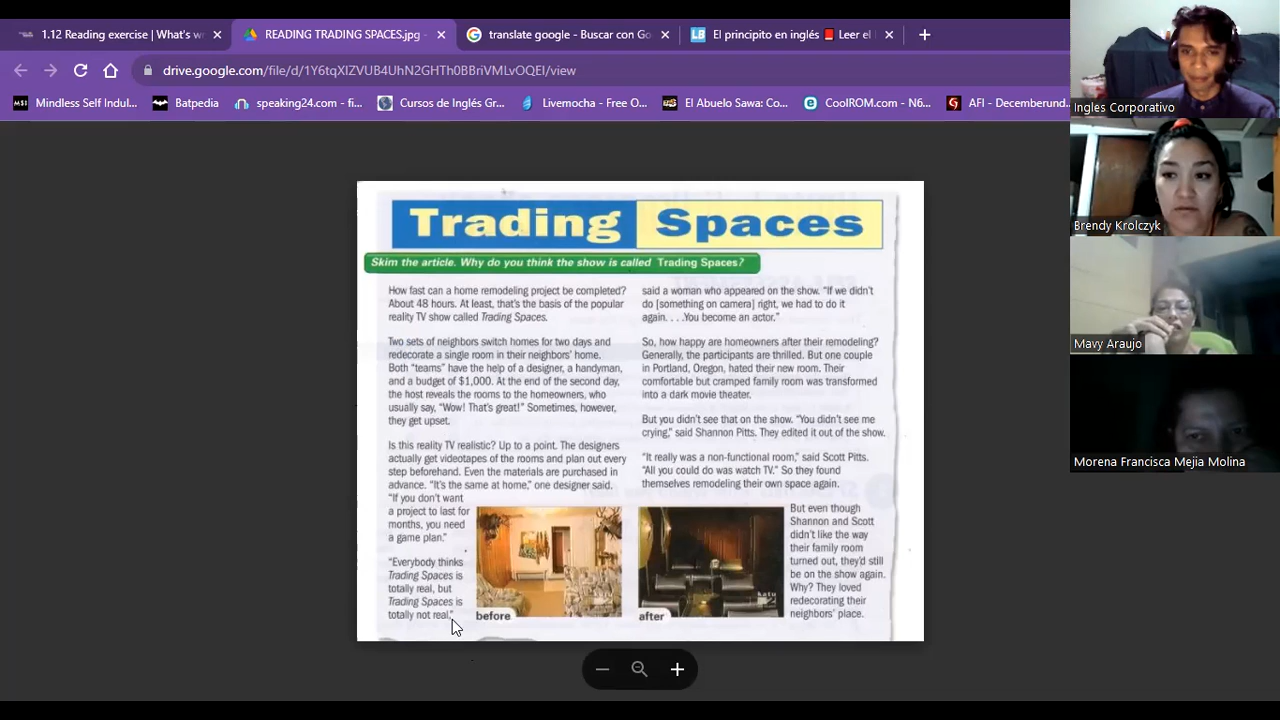 1.12 Reading exercise | What's wr
READING TRADING SPACES.jpg -
translate google - Buscar con Go
El principito en inglés Leer el
drive.google.com/file/d/1Y6tqXIZVUB4UhN2GHTh0BBriVMLvOQEI/view
Mindless Self Indul...
Batpedia
speaking24.com - fi...
Cursos de Inglés Gr...
Livemocha - Free O...
El Abuelo Sawa: Co...
CoolROM.com - N6...
AFI - Decemberund...
Trading Spaces
Skim the article. Why do you think the show is called Trading Spaces?
How fast can a home remodeling project be completed?
About 48 hours. At least, that's the basis of the popular
reality TV show called Trading Spaces.
Two sets of neighbors switch homes for two days and
redecorate a single room in their neighbors' home.
Both "teams" have the help of a designer, a handyman,
and a budget of $1,000. At the end of the second day,
the host reveals the rooms to the homeowners, who
usually say, "Wow! That's great!" Sometimes, however,
they get upset.
Is this reality TV realistic? Up to a point. The designers
actually get videotapes of the rooms and plan out every
step beforehand. Even the materials are purchased in
advance. "It's the same at home," one designer said.
"If you don't want
a project to last for
months, you need
a game plan."
"Everybody thinks
Trading Spaces is
totally real, but
Trading Spaces is
totally not real,"
before
said a woman who appeared on the show. "If we didn't
do [something on camera] right, we had to do it
again. . . .You become an actor."
So, how happy are homeowners after their remodeling?
Generally, the participants are thrilled. But one couple
in Portland, Oregon, hated their new room. Their
comfortable but cramped family room was transformed
into a dark movie theater.
But you didn't see that on the show. "You didn't see me
crying," said Shannon Pitts. They edited it out of the show.
"It really was a non-functional room," said Scott Pitts.
"All you could do was watch TV." So they found
themselves remodeling their own space again.
after
But even though
Shannon and Scott
didn't like the way
their family room
turned out, they'd still
be on the show again.
Why? They loved
redecorating their
neighbors' place.
Ingles Corporativo
Brendy Krolczyk
Mavy Araujo
Morena Francisca Mejia Molina